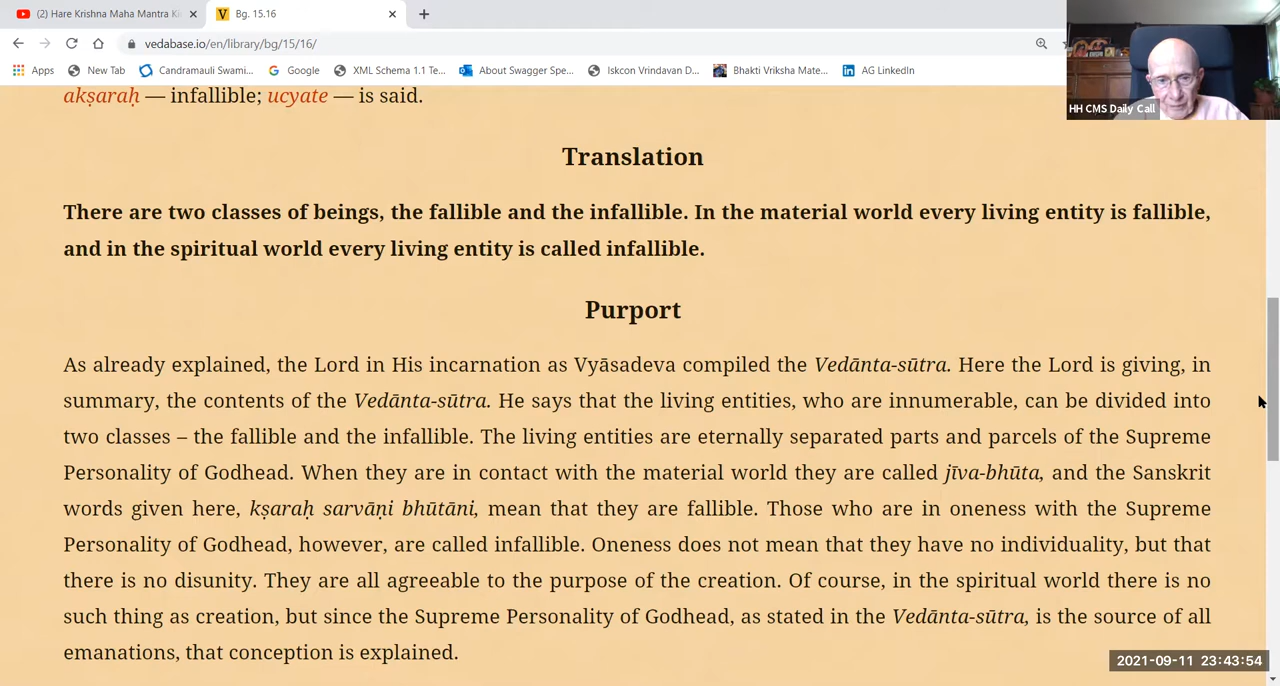 (2) Hare Krishna Maha Mantra Ki
Bg. 15.16
vedabase.io/en/library/bg/15/16/
Apps
New Tab
Candramauli Swami...
Google
XML Schema 1.1 Te...
About Swagger Spe...
Iskcon Vrindavan D...
Bhakti Vriksha Mate...
AG LinkedIn
HH CMS Daily Call
akṣaraḥ — infallible; ucyate — is said.
Translation
There are two classes of beings, the fallible and the infallible. In the material world every living entity is fallible,
and in the spiritual world every living entity is called infallible.
Purport
As already explained, the Lord in His incarnation as Vyāsadeva compiled the Vedānta-sūtra. Here the Lord is giving, in
summary, the contents of the Vedānta-sūtra. He says that the living entities, who are innumerable, can be divided into
two classes – the fallible and the infallible. The living entities are eternally separated parts and parcels of the Supreme
Personality of Godhead. When they are in contact with the material world they are called jīva-bhūta, and the Sanskrit
words given here, kṣaraḥ sarvāṇi bhūtāni, mean that they are fallible. Those who are in oneness with the Supreme
Personality of Godhead, however, are called infallible. Oneness does not mean that they have no individuality, but that
there is no disunity. They are all agreeable to the purpose of the creation. Of course, in the spiritual world there is no
such thing as creation, but since the Supreme Personality of Godhead, as stated in the Vedānta-sūtra, is the source of all
emanations, that conception is explained.
2021-09-11 23:43:54